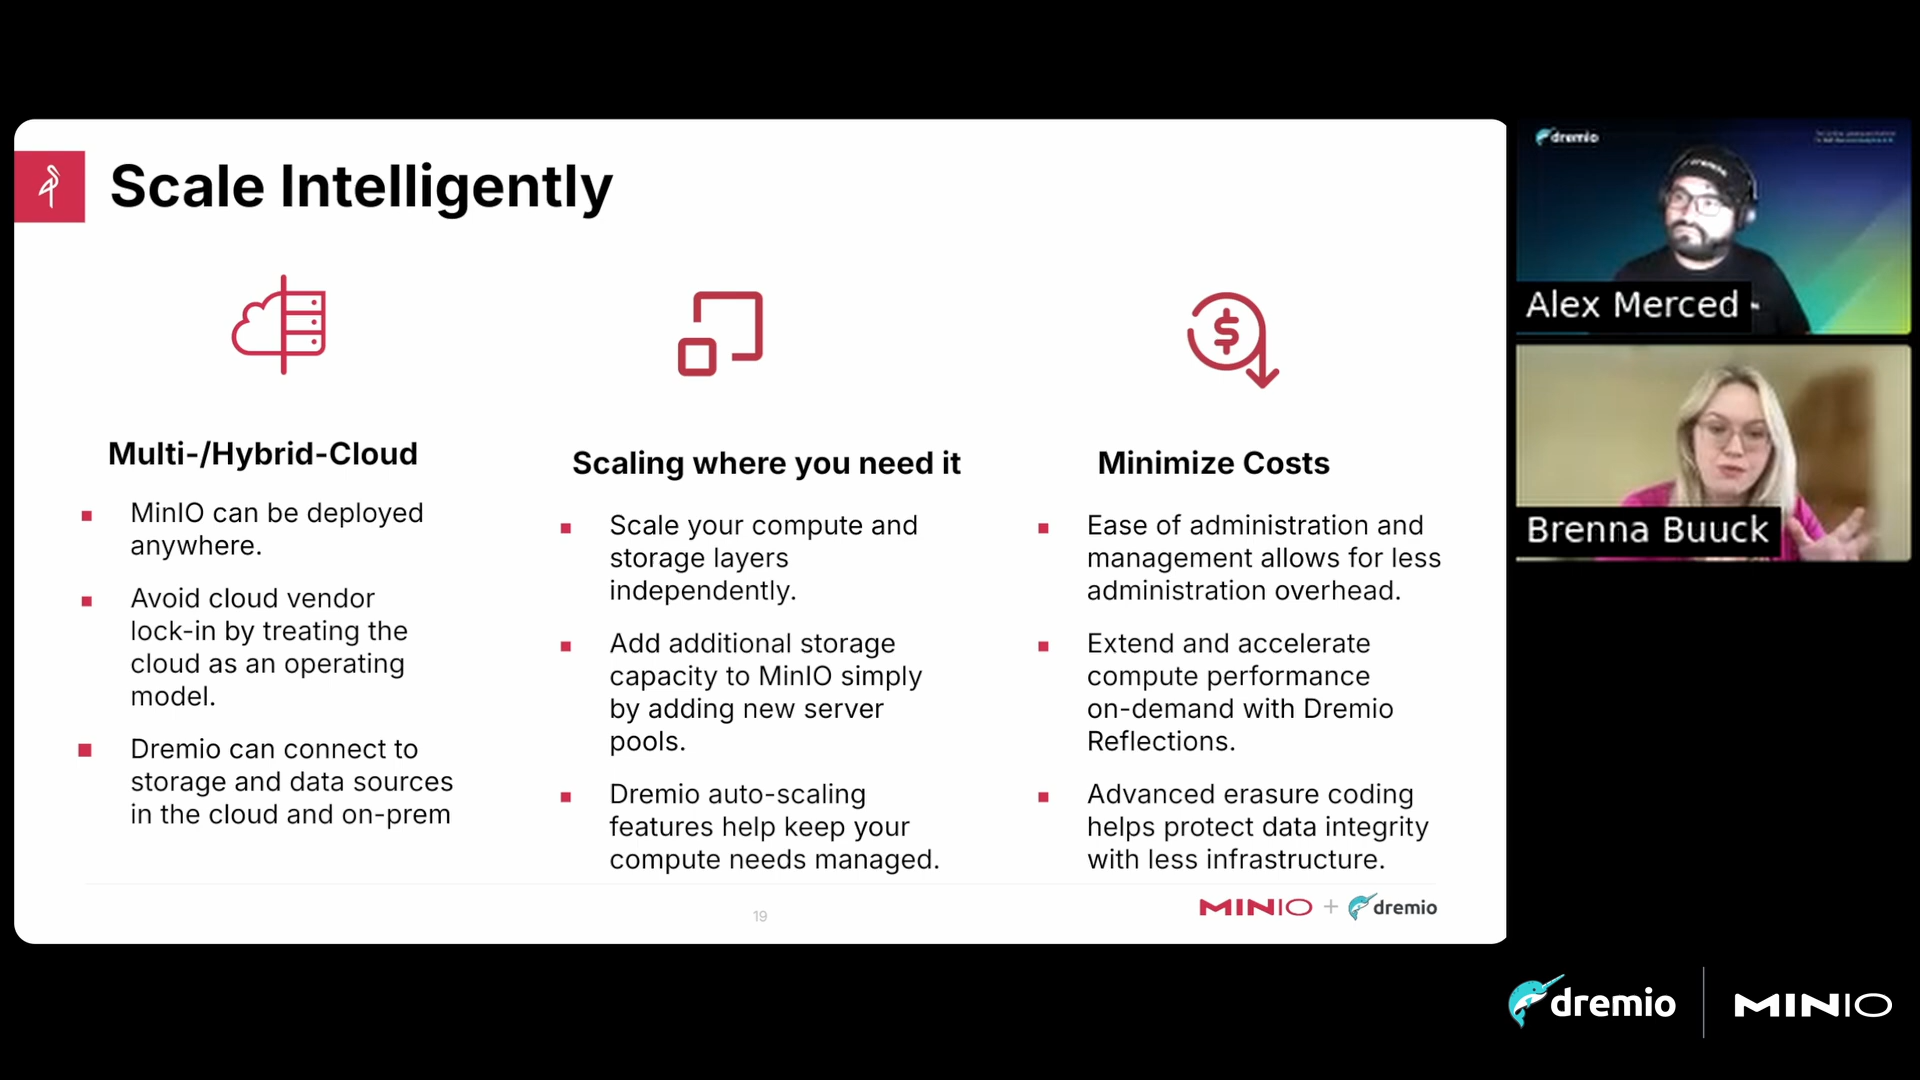 Scale Intelligently
Multi-/Hybrid-Cloud
MinIO can be deployed
anywhere.
Avoid cloud vendor
lock-in by treating the
cloud as an operating
model.
Dremio can connect to
storage and data sources
in the cloud and on-prem
Scaling where you need it
Scale your compute and
storage layers
independently.
Add additional storage
capacity to MinIO simply
by adding new server
pools.
Dremio auto-scaling
features help keep your
compute needs managed.
Minimize Costs
Ease of administration and
management allows for less
administration overhead.
Extend and accelerate
compute performance
on-demand with Dremio
Reflections.
Advanced erasure coding
helps protect data integrity
with less infrastructure.
19
MINIO + dremio
dremio
Alex Merced
Brenna Buuck
dremio
MINIO